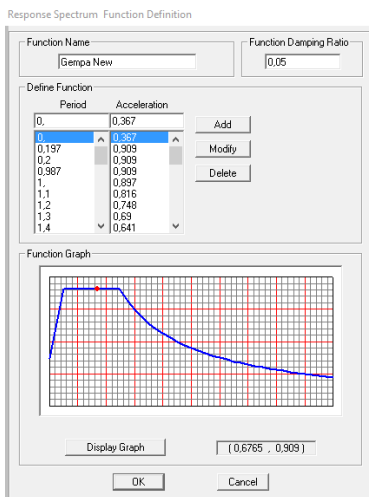 Response Spectrum Function Definition
Function Name
Function Damping Ratio
Gempa New
0,05
Define Function
Period Acceleration
0, 0,367
Add
0, 0,367
0,197 0,909
Modify
0,2 0,909
0,987 0,909
Delete
1, 0,897
1,1 0,816
1,2 0,748
1,3 0,69
1,4 0,641
Function Graph
Display Graph
( 0,6765 , 0,909 )
OK
Cancel